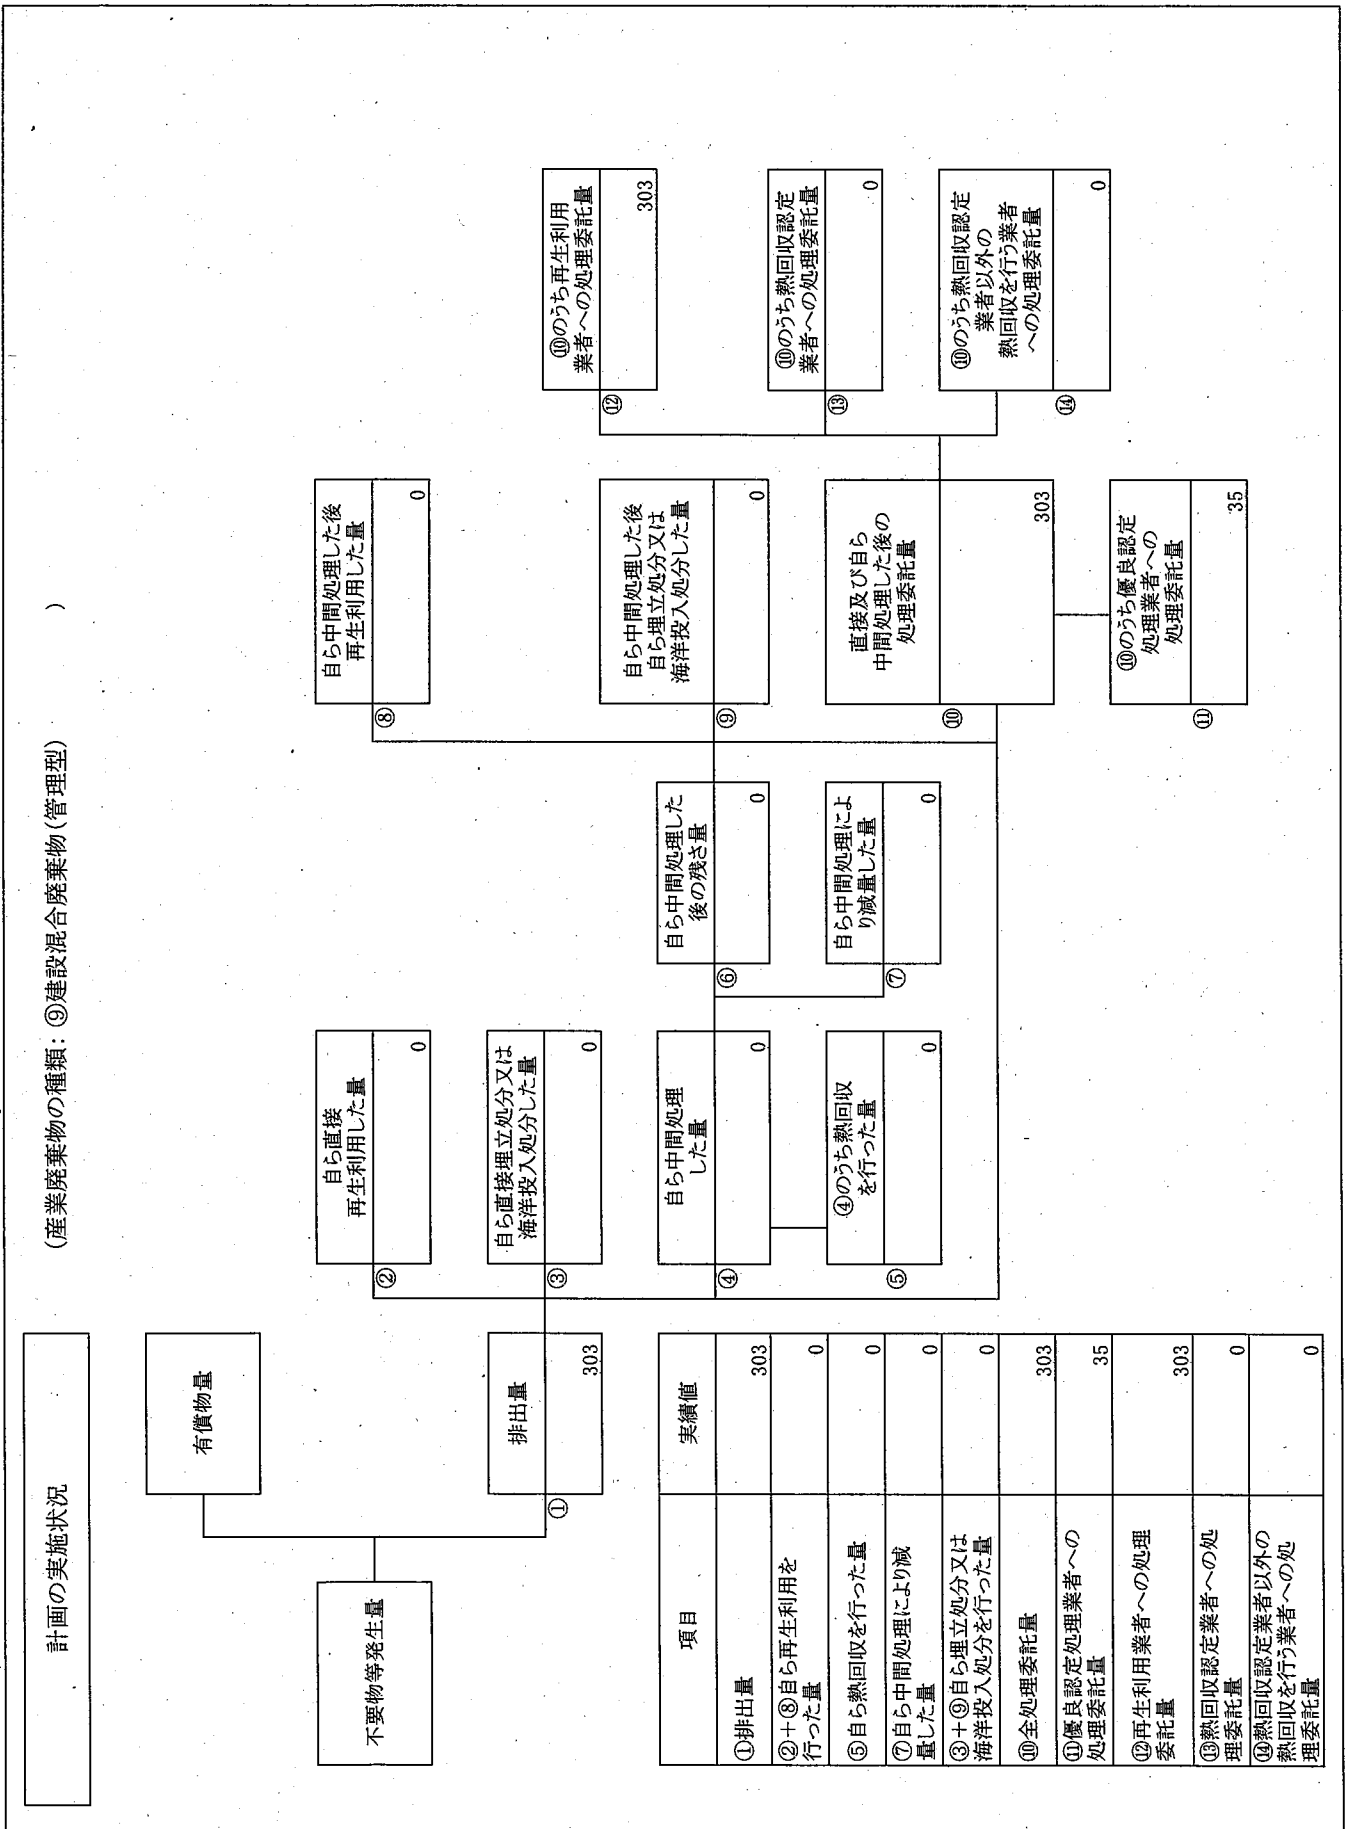 計画の実施状況
(産業廃棄物の種類：⑨建設混合廃棄物(管理型)　　　　　)
不要物等発生量
有償物量
①
排出量
303
②
自ら直接
再生利用した量
0
③
自ら直接埋立処分又は
海洋投入処分した量
0
④
自ら中間処理
した量
0
⑤
④のうち熱回収
を行った量
0
⑥
自ら中間処理した
後の残さ量
0
⑦
自ら中間処理によ
り減量した量
0
⑧
自ら中間処理した後
再生利用した量
0
⑨
自ら中間処理した後
自ら埋立処分又は
海洋投入処分した量
0
⑩
直接及び自ら
中間処理した後の
処理委託量
303
⑪
⑩のうち優良認定
処理業者への
処理委託量
35
⑫
⑩のうち再生利用
業者への処理委託量
303
⑬
⑩のうち熱回収認定
業者への処理委託量
0
⑭
⑩のうち熱回収認定
業者以外の
熱回収を行う業者
への処理委託量
0
項目 実績値
①排出量 303
②+⑧自ら再生利用を
行った量 0
⑤自ら熱回収を行った量 0
⑦自ら中間処理により減
量した量 0
③+⑨自ら埋立処分又は
海洋投入処分を行った量 0
⑩全処理委託量 303
⑪優良認定処理業者への
処理委託量 35
⑫再生利用業者への処理
委託量 303
⑬熱回収認定業者への処
理委託量 0
⑭熱回収認定業者以外の
熱回収を行う業者への処
理委託量 0